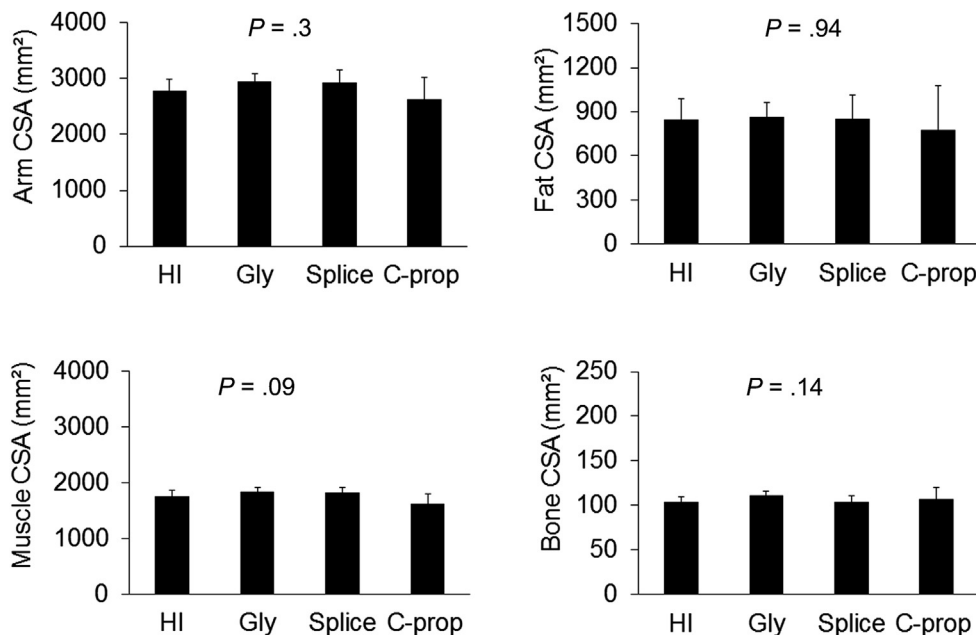 Arm CSA (mm²)
4000
3000
2000
1000
0
P = .3
HI Gly Splice C-prop
Fat CSA (mm²)
1500
1200
900
600
300
0
P = .94
HI Gly Splice C-prop
Muscle CSA (mm²)
4000
3000
2000
1000
0
P = .09
HI Gly Splice C-prop
Bone CSA (mm²)
250
200
150
100
50
0
P = .14
HI Gly Splice C-prop